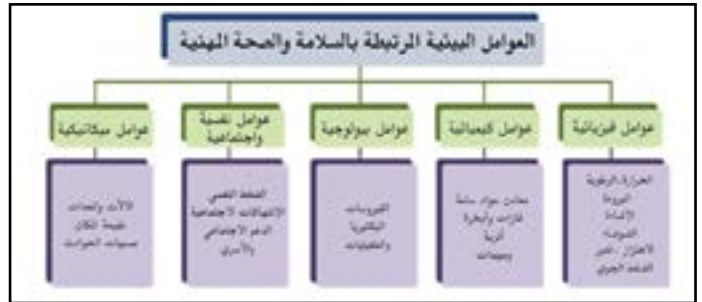 العوامل البيئية المرتبطة بالسلامة والصحة المهنية
عوامل فيزيائية
عوامل كيميائية
عوامل بيولوجية
عوامل نفسية
واجتماعية
عوامل ميكانيكية
الحرارة، الرطوبة
البرودة
الإضاءة
الضوضاء
الاهتزاز -
الضغط الجوي
معادن مواد سامة
غازات وأبخرة
أتربة
ومبيدات
الفيروسات
البكتيريا
والطفيليات
الضغط النفسي
الاجتماعية
الدعم الاجتماعي
والأسري
الآلات والمعدات
طبيعة المكان
مسببات الحوادث